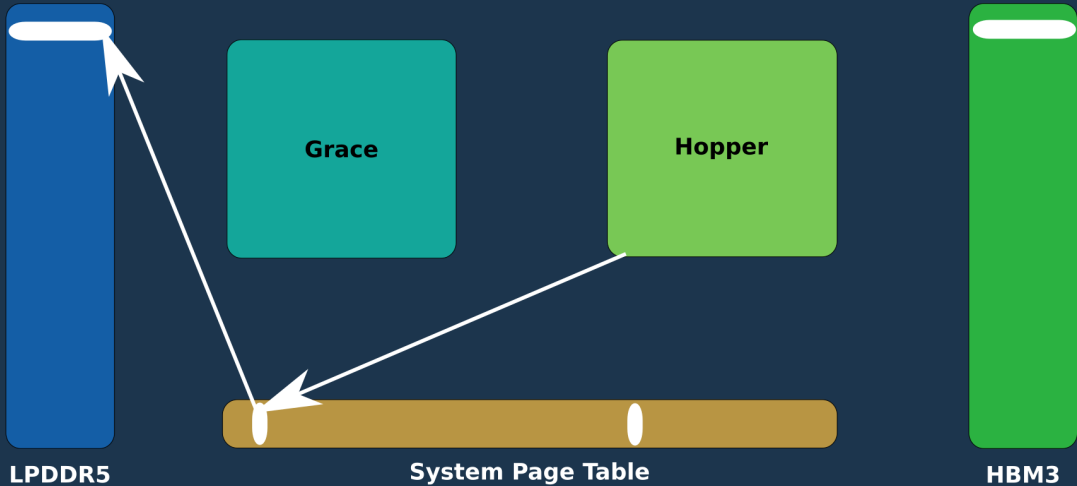 Grace
Hopper
LPDDR5
System Page Table
HBM3